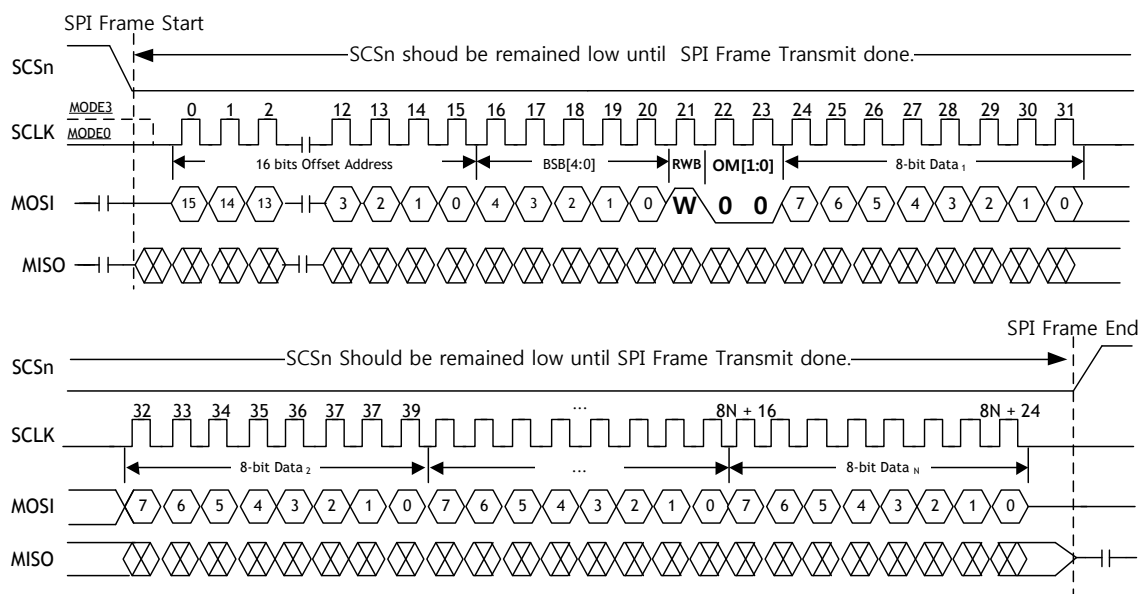 SPI Frame Start
SCSn shoud be remained low until SPI Frame Transmit done.
SCSn
MODE3
0 1 2 12 13 14 15 16 17 18 19 20 21 22 23 24 25 26 27 28 29 30 31
SCLK
MODE0
16 bits Offset Address BSB[4:0] RWB OM[1:0] 8-bit Data 1
MOSI 15 14 13 3 2 1 0 4 3 2 1 0 W 0 0 7 6 5 4 3 2 1 0
MISO
SPI Frame End
SCSn Should be remained low until SPI Frame Transmit done.
SCSn
32 33 34 35 36 37 37 39 ... 8N + 16 8N + 24
SCLK
8-bit Data 2 ... 8-bit Data N
MOSI 7 6 5 4 3 2 1 0 7 6 5 4 3 2 1 0 7 6 5 4 3 2 1 0
MISO